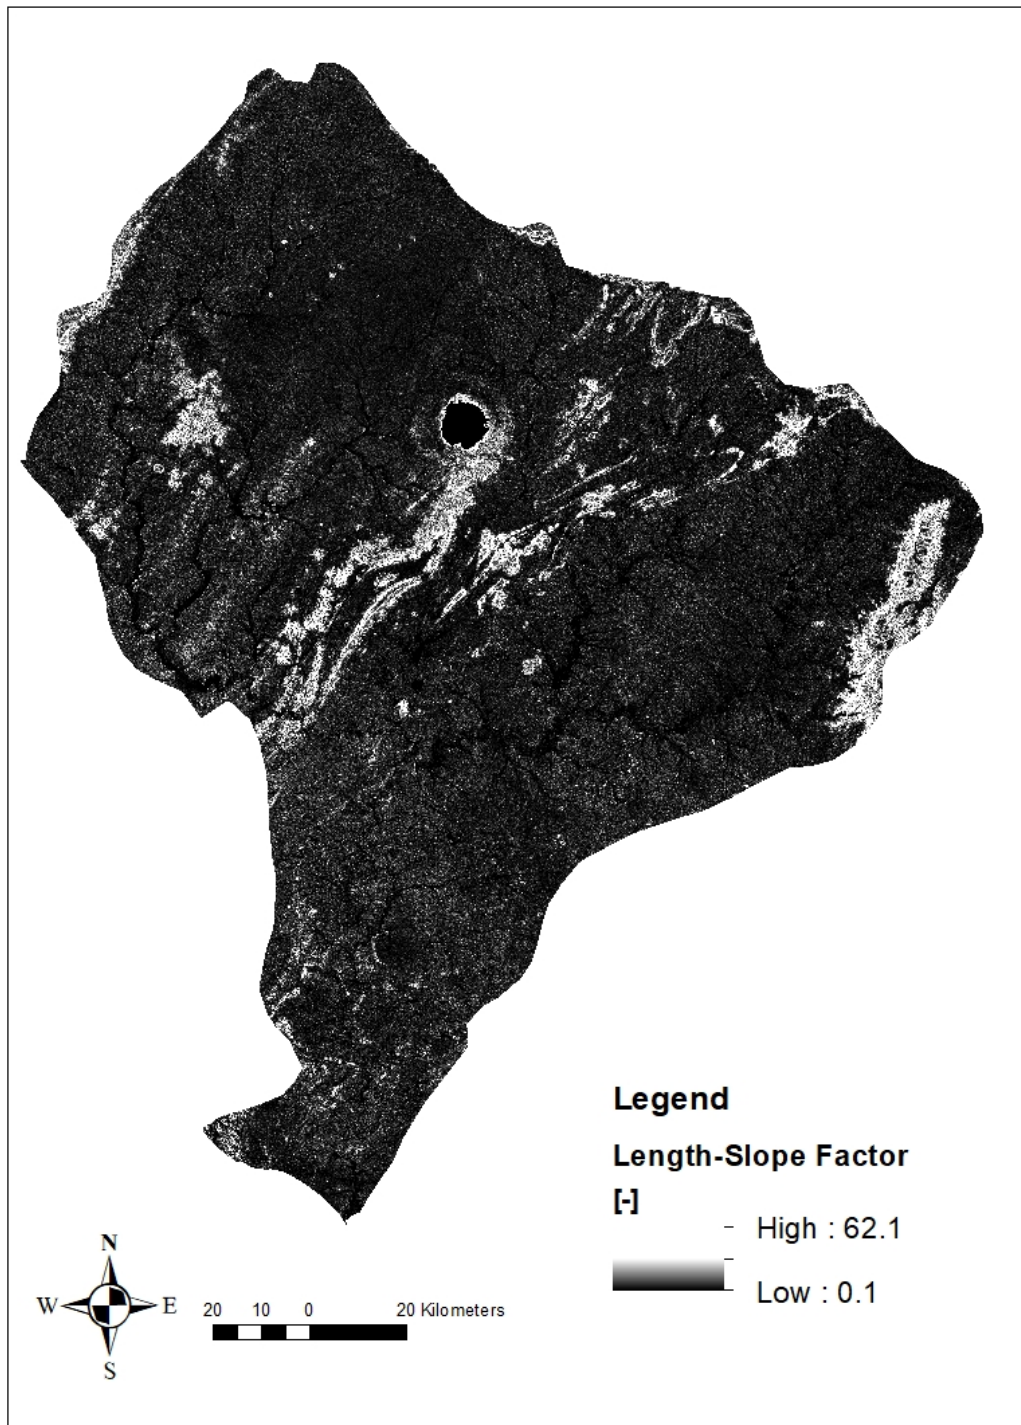 Legend
Length-Slope Factor
[-]
High : 62.1
Low : 0.1
N
W E
S
20 10 0 20 Kilometers